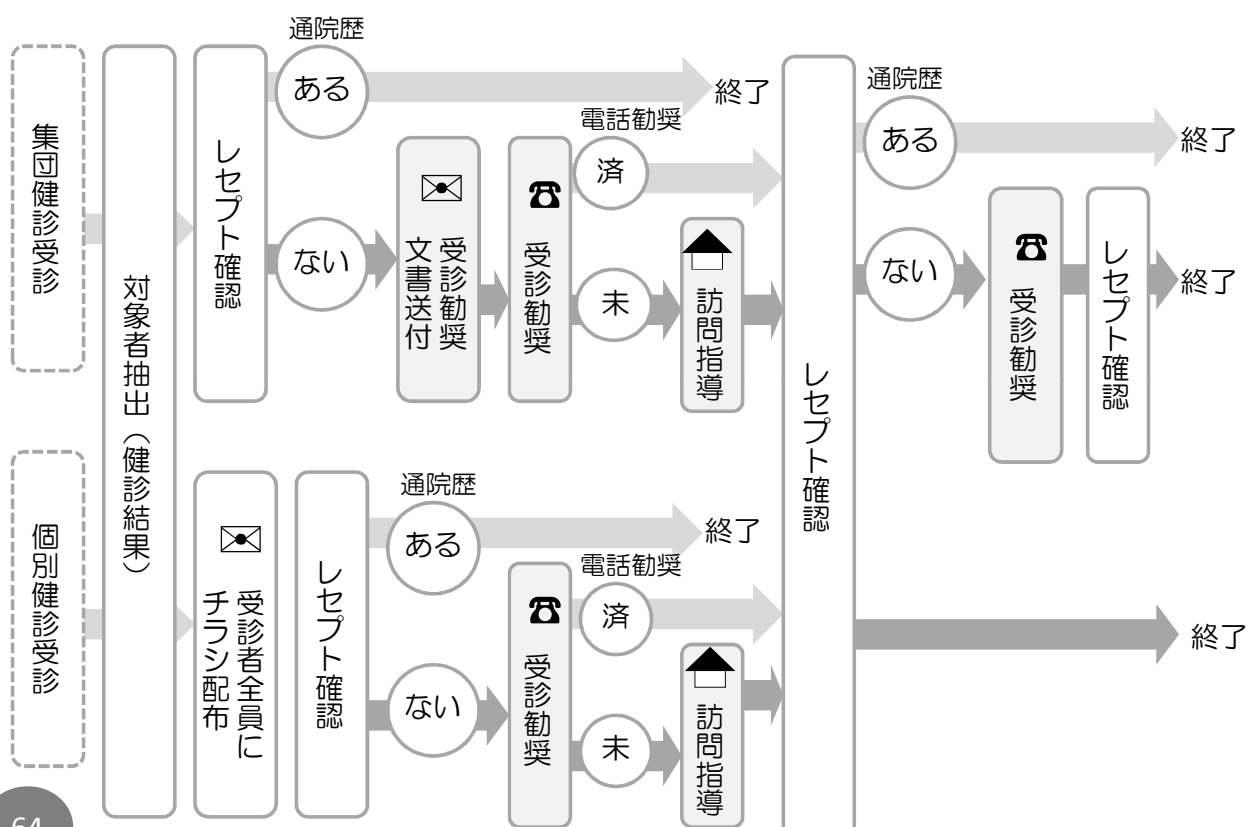 集団健診受診
個別健診受診
対象者抽出（健診結果）
レセプト確認
通院歴
ある
終了
ない
受診勧奨
文書送付
受診勧奨
電話勧奨
済
未
訪問指導
受診者全員に
チラシ配布
レセプト確認
通院歴
ある
終了
ない
受診勧奨
電話勧奨
済
未
訪問指導
レセプト確認
通院歴
ある
終了
ない
受診勧奨
レセプト確認
終了
終了
64